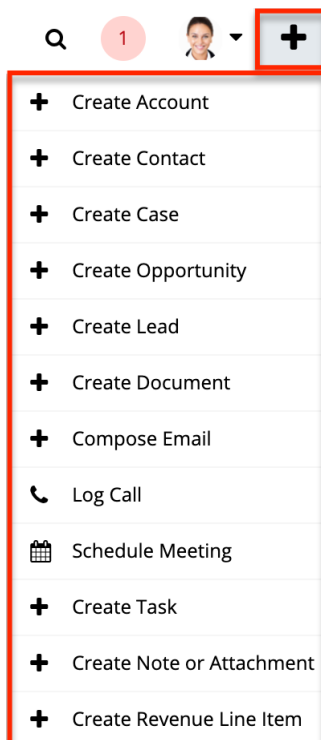 1
Create Account
Create Contact
Create Case
Create Opportunity
Create Lead
Create Document
Compose Email
Log Call
Schedule Meeting
Create Task
Create Note or Attachment
Create Revenue Line Item